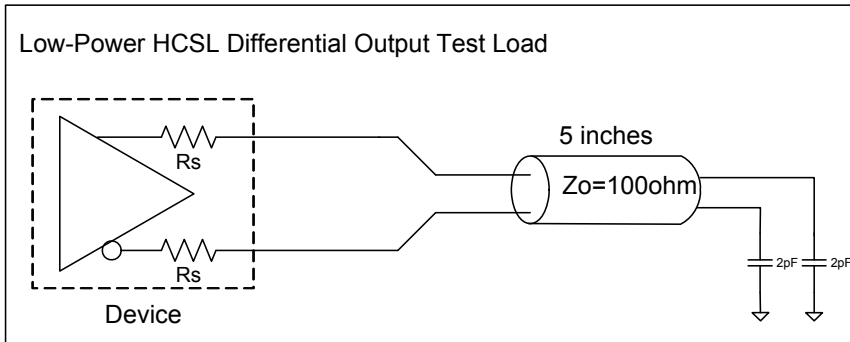 Low-Power HCSL Differential Output Test Load
Rs
5 inches
Zo=100ohm
Rs
2pF
2pF
Device